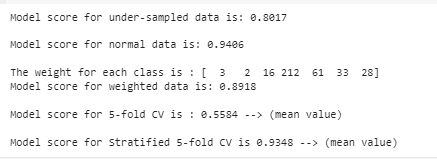 Model score for under-sampled data is: 0.8017
Model score for normal data is: 0.9406
The weight for each class is : [  3   2  16 212  61  33  28]
Model score for weighted data is: 0.8918
Model score for 5-fold CV is : 0.5584 --> (mean value)
Model score for Stratified 5-fold CV is 0.9348 --> (mean value)